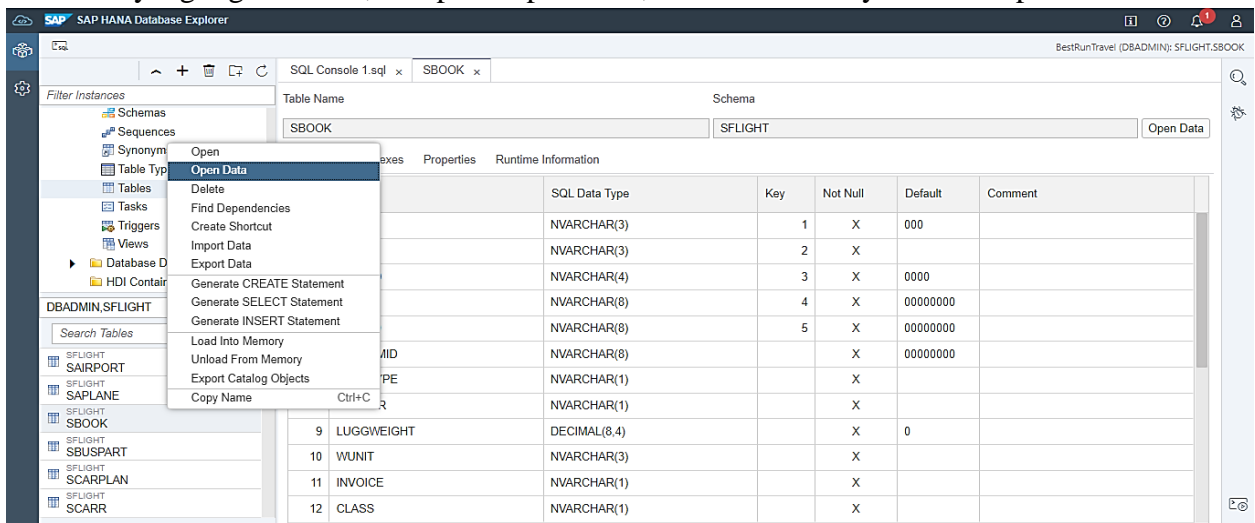 SAP SAP HANA Database Explorer
1
BestRunTravel (DBADMIN): SFLIGHT.SBOOK
SQL Console 1.sql x SBOOK x
Filter Instances
Schemas
Sequences
Synonym
Table Typ
Tables
Tasks
Triggers
Views
Database D
HDI Contair
Open
Open Data
Delete
Find Dependencies
Create Shortcut
Import Data
Export Data
Generate CREATE Statement
Generate SELECT Statement
Generate INSERT Statement
Load Into Memory
Unload From Memory
Export Catalog Objects
Copy Name Ctrl+C
DBADMIN,SFLIGHT
Search Tables
SFLIGHT
SAIRPORT
SFLIGHT
SAPLANE
SFLIGHT
SBOOK
SFLIGHT
SBUSPART
SFLIGHT
SCARPLAN
SFLIGHT
SCARR
Table Name Schema
SBOOK SFLIGHT Open Data
exes Properties Runtime Information
SQL Data Type Key Not Null Default Comment
NVARCHAR(3) 1 X 000
NVARCHAR(3) 2 X
NVARCHAR(4) 3 X 0000
NVARCHAR(8) 4 X 00000000
NVARCHAR(8) 5 X 00000000
MID NVARCHAR(8) X 00000000
PE NVARCHAR(1) X
R NVARCHAR(1) X
9 LUGGWEIGHT DECIMAL(8,4) X 0
10 WUNIT NVARCHAR(3) X
11 INVOICE NVARCHAR(1) X
12 CLASS NVARCHAR(1) X